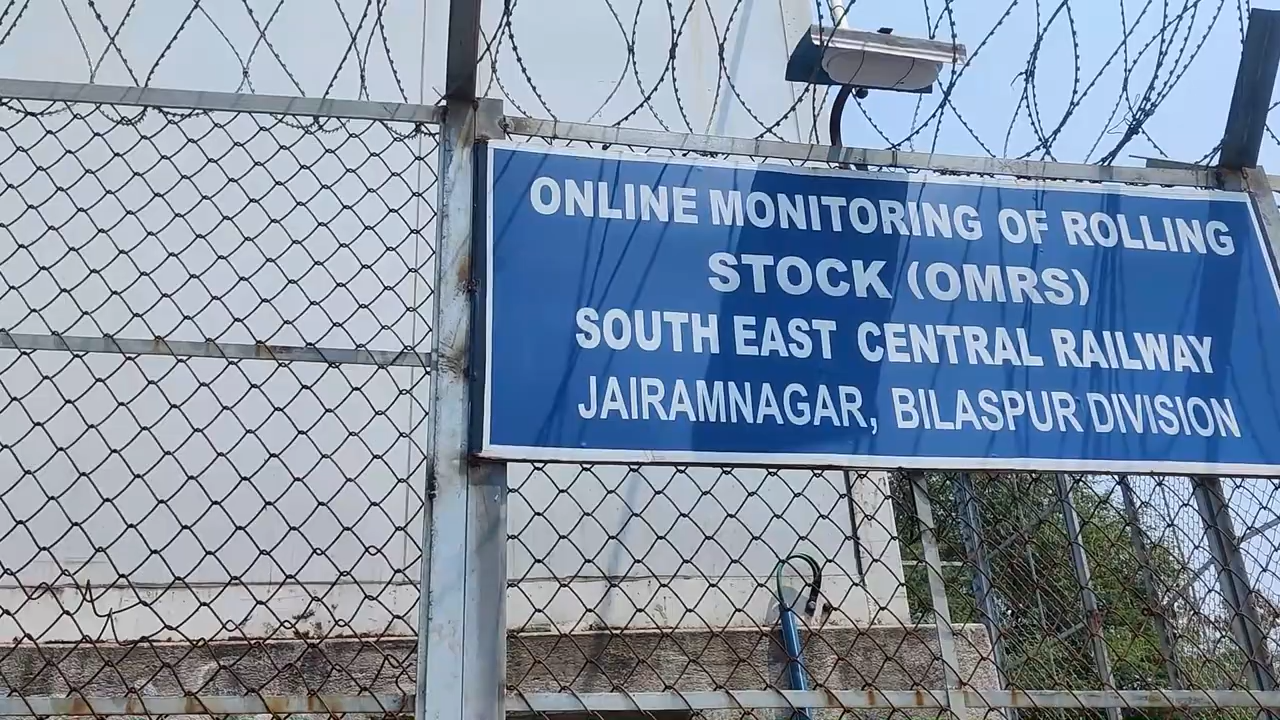 ONLINE MONITORING OF ROLLING
STOCK (OMRS)
SOUTH EAST CENTRAL RAILWAY
JAIRAMNAGAR, BILASPUR DIVISION